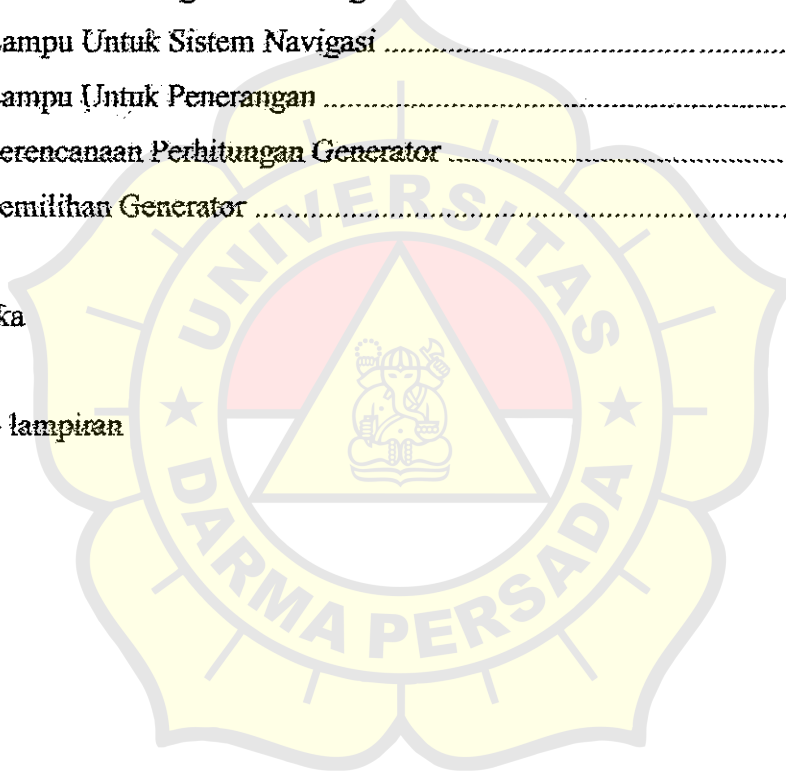 ampu Untuk Sistem Navigasi ........................................................
ampu Untuk Penerangan ........................................................
erencanaan Perhitungan Generator ........................................................
emilihan Generator ........................................................
ka
lampiran
UNIVERSITAS
DARMA PERSADA